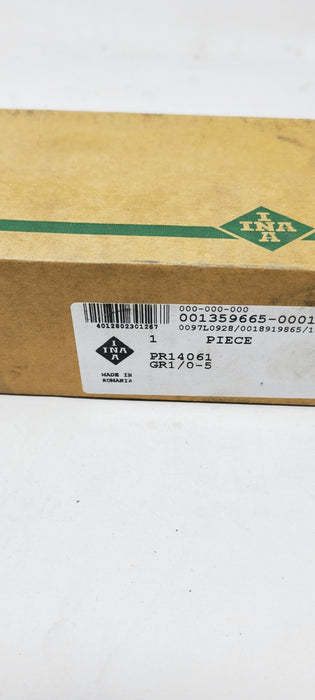 INA
INA
000-000-000
001359665-0001
0097L0928/0018919865/1
4012802301267
1 PIECE
INA
INA
PR14061
GR1/0-5
MADE IN
ROMANIA